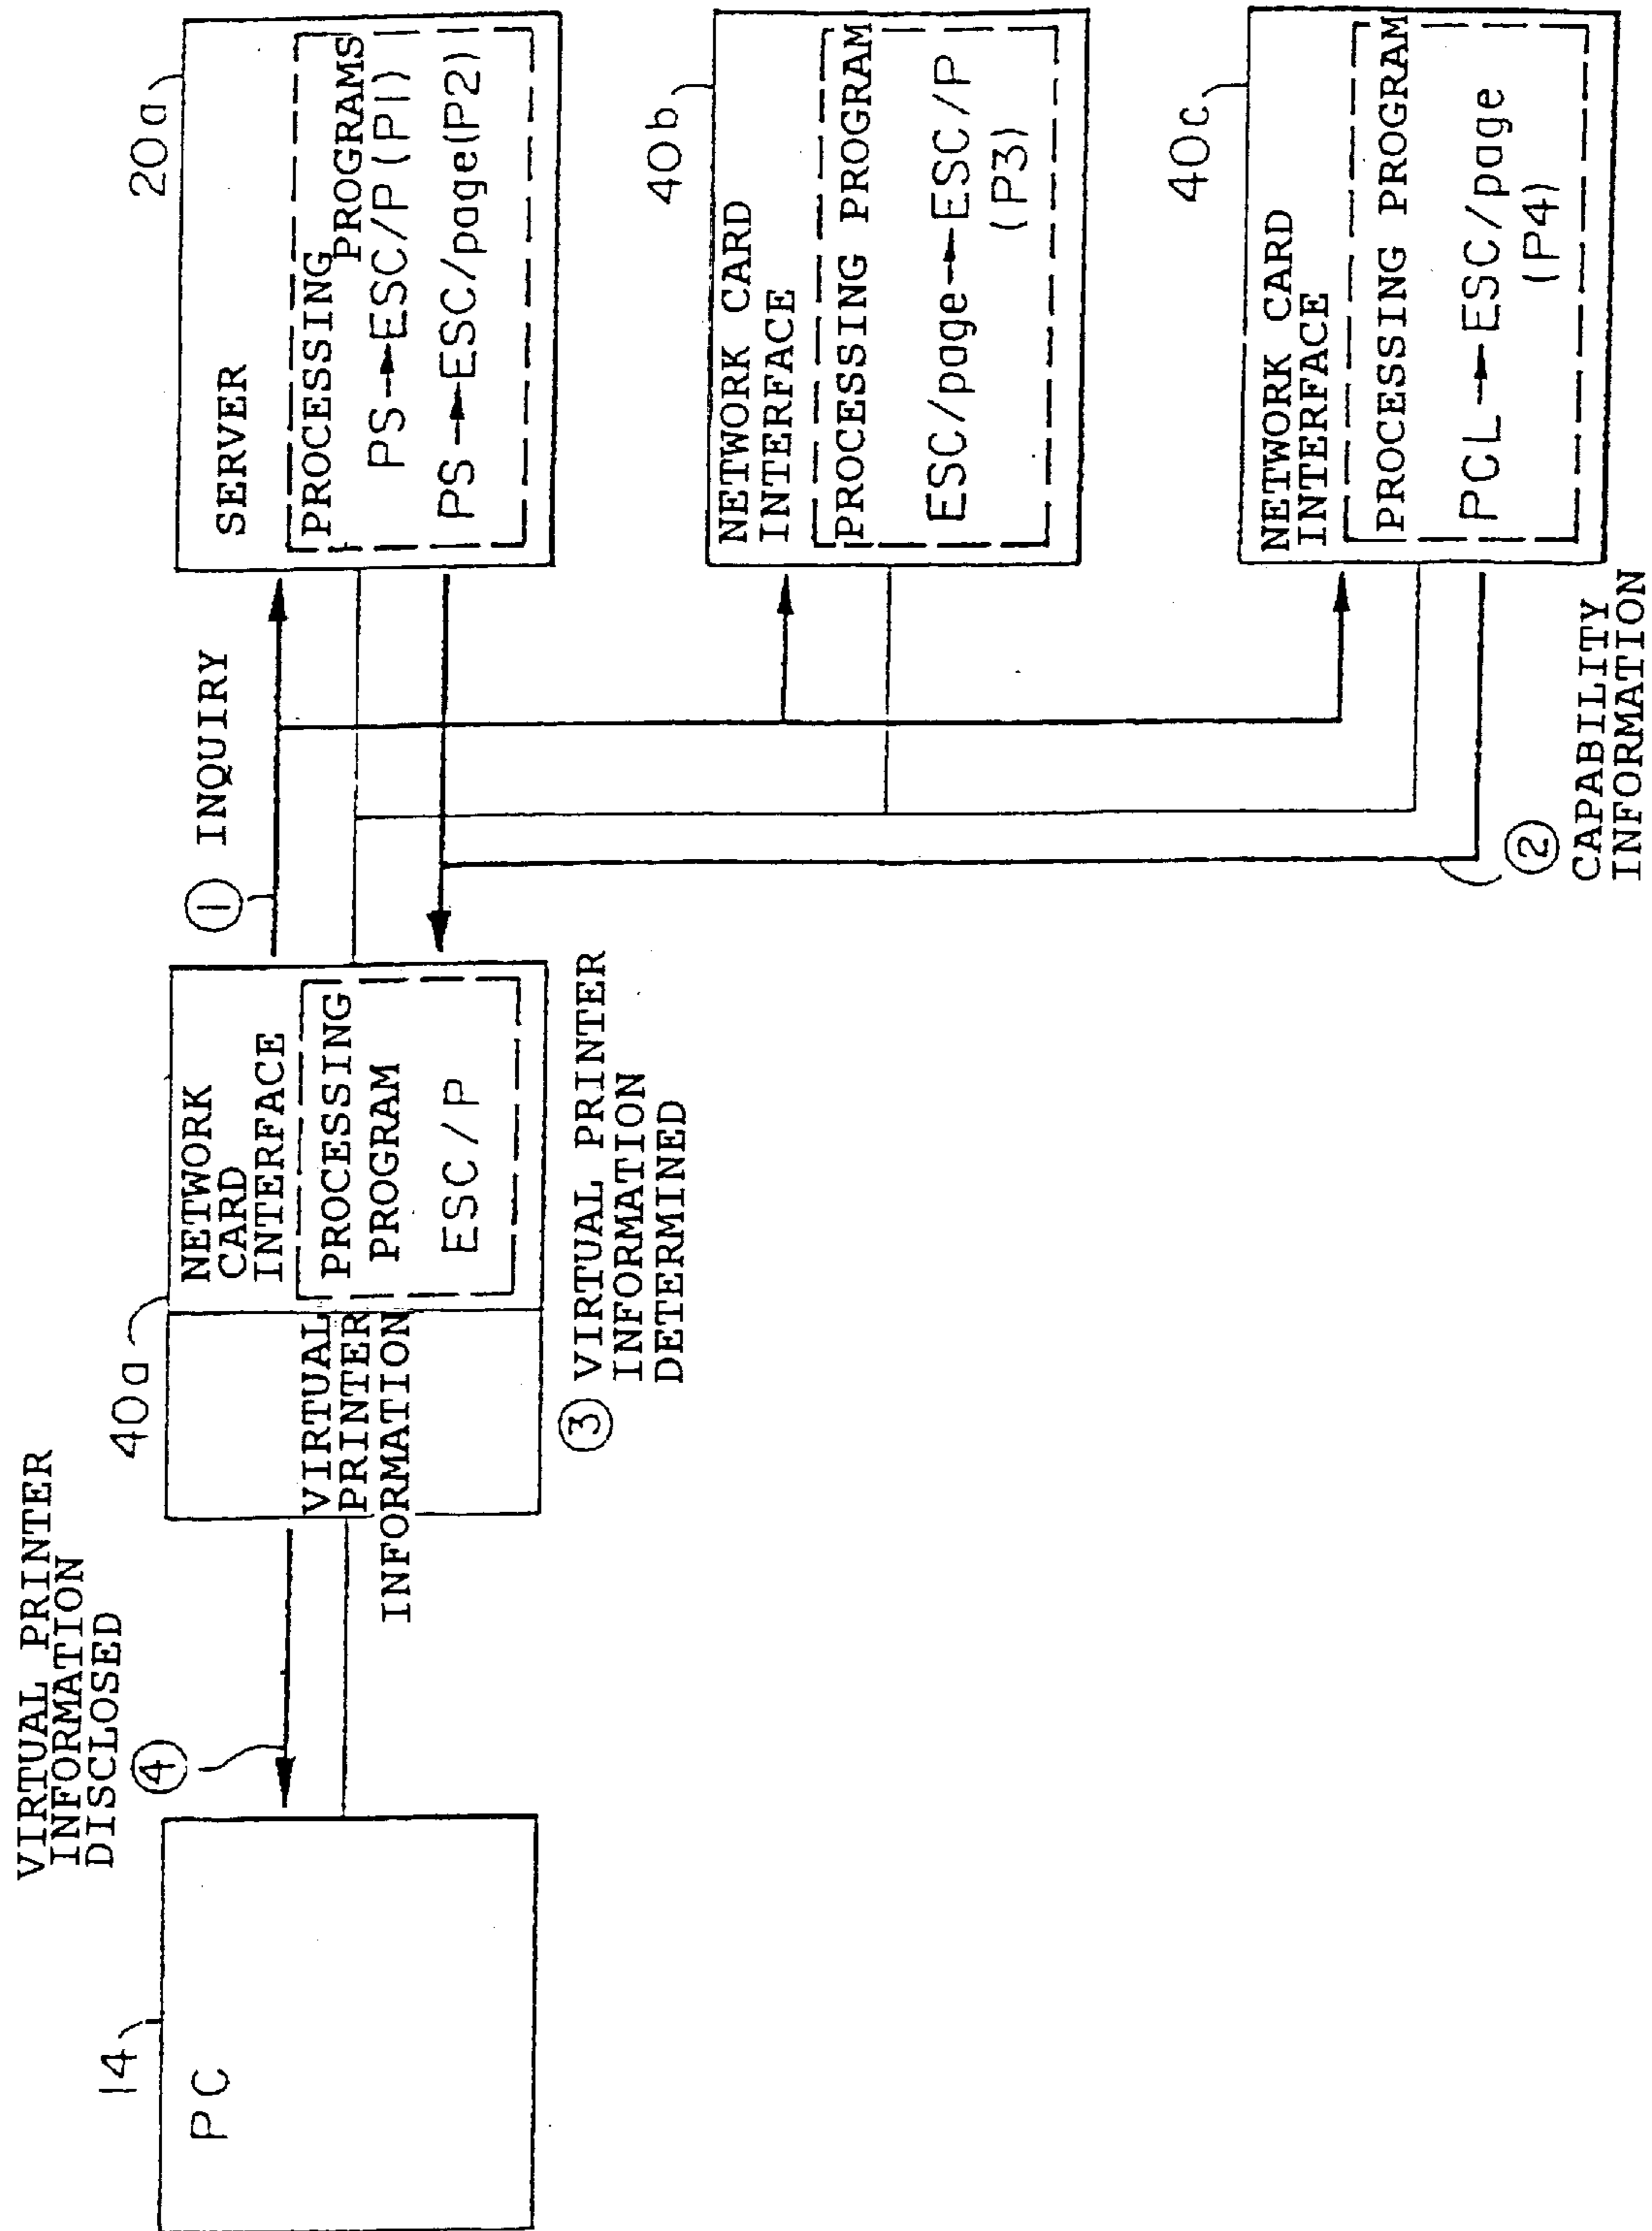 VIRTUAL PRINTER
INFORMATION
DISCLOSED
④
14
PC
40a
VIRTUAL
PRINTER
INFORMATION
NETWORK
CARD
INTERFACE
PROCESSING
PROGRAM
ESC/P
③ VIRTUAL PRINTER
INFORMATION
DETERMINED
① INQUIRY
②
CAPABILITY
INFORMATION
20a
SERVER
PROCESSING
PROGRAMS
PS→ESC/P(P1)
PS→ESC/page(P2)
40b
NETWORK CARD
INTERFACE
PROCESSING PROGRAM
ESC/page→ESC/P
(P3)
40c
NETWORK CARD
INTERFACE
PROCESSING PROGRAM
PCL→ESC/page
(P4)